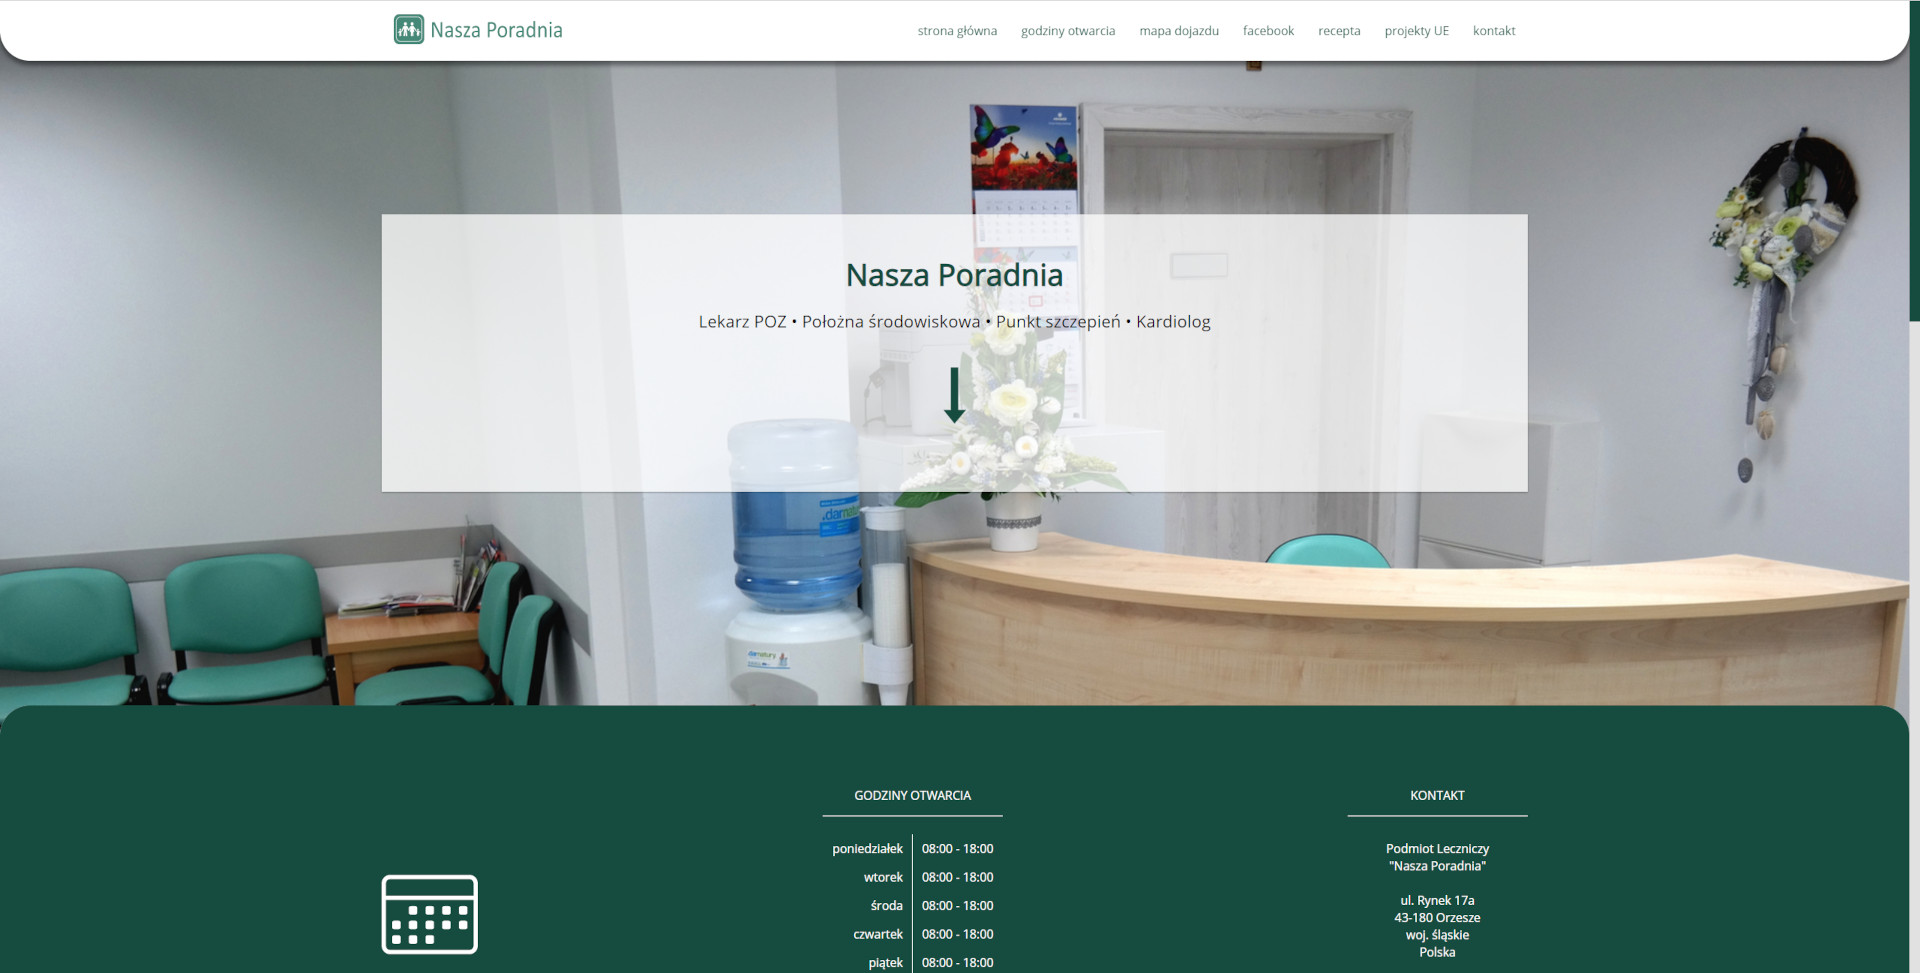 Nasza Poradnia
strona główna godziny otwarcia mapa dojazdu facebook recepta projekty UE kontakt
Nasza Poradnia
Lekarz POZ • Położna środowiskowa • Punkt szczepień • Kardiolog
GODZINY OTWARCIA
poniedziałek 08:00 - 18:00
wtorek 08:00 - 18:00
środa 08:00 - 18:00
czwartek 08:00 - 18:00
piątek 08:00 - 18:00
KONTAKT
Podmiot Leczniczy
"Nasza Poradnia"
ul. Rynek 17a
43-180 Orzesze
woj. śląskie
Polska